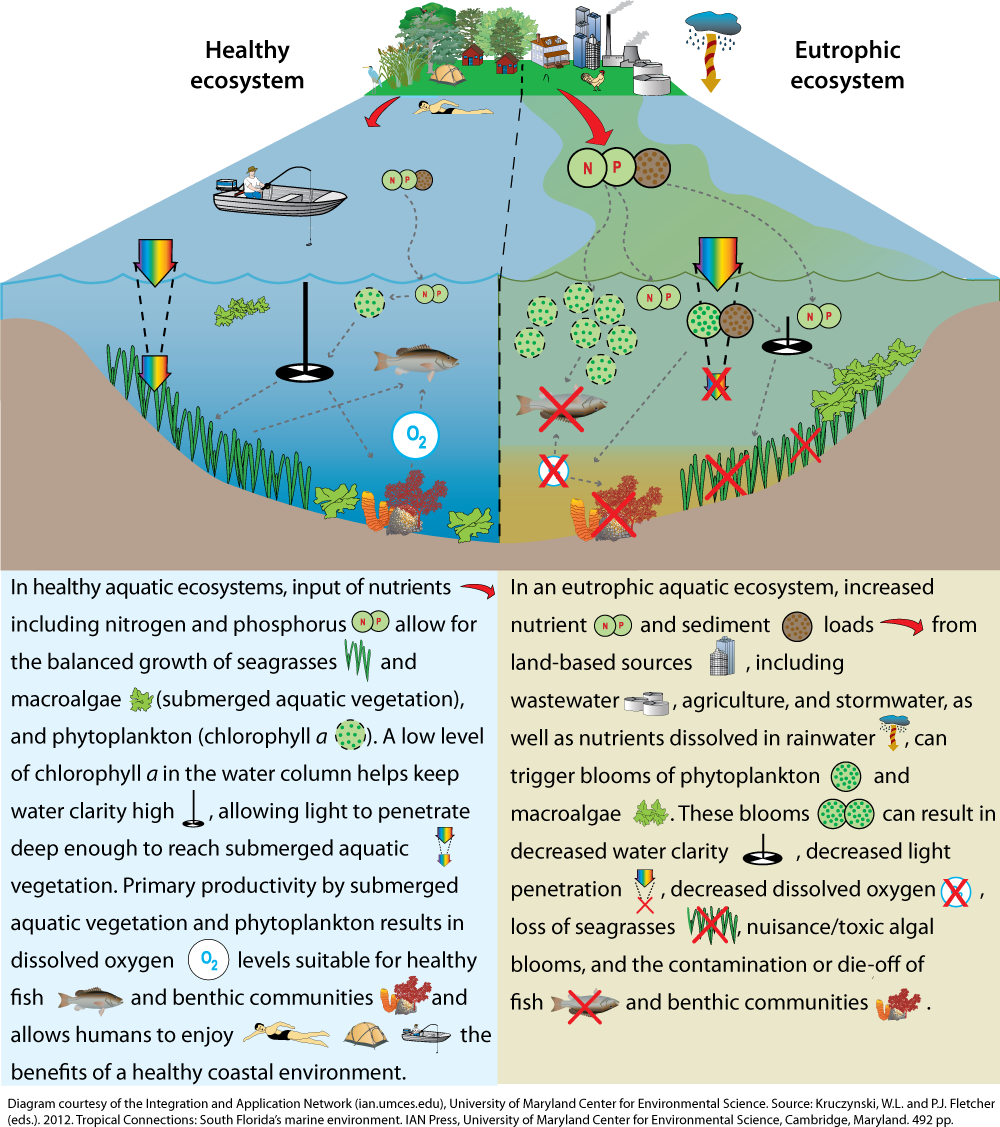 Healthy
ecosystem
Eutrophic
ecosystem
N P
N P
N P
N P
N P
O2
In healthy aquatic ecosystems, input of nutrients
including nitrogen and phosphorus N P allow for
the balanced growth of seagrasses and
macroalgae (submerged aquatic vegetation),
and phytoplankton (chlorophyll a ). A low level
of chlorophyll a in the water column helps keep
water clarity high , allowing light to penetrate
deep enough to reach submerged aquatic
vegetation. Primary productivity by submerged
aquatic vegetation and phytoplankton results in
dissolved oxygen O2 levels suitable for healthy
fish and benthic communities and
allows humans to enjoy the
benefits of a healthy coastal environment.
In an eutrophic aquatic ecosystem, increased
nutrient N P and sediment loads from
land-based sources , including
wastewater , agriculture, and stormwater, as
well as nutrients dissolved in rainwater , can
trigger blooms of phytoplankton and
macroalgae . These blooms can result in
decreased water clarity , decreased light
penetration , decreased dissolved oxygen O2 ,
loss of seagrasses , nuisance/toxic algal
blooms, and the contamination or die-off of
fish and benthic communities .
Diagram courtesy of the Integration and Application Network (ian.umces.edu), University of Maryland Center for Environmental Science. Source: Kruczynski, W.L. and P.J. Fletcher
(eds.). 2012. Tropical Connections: South Florida's marine environment. IAN Press, University of Maryland Center for Environmental Science, Cambridge, Maryland. 492 pp.